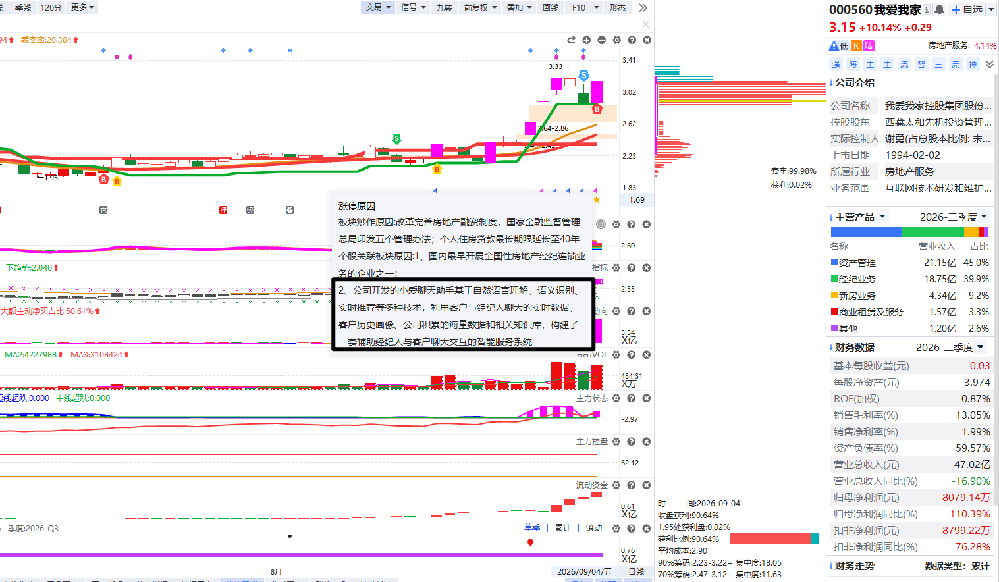 季线 120分 更多
交易 信号 九转 前复权 叠加 画线 F10 形态
94 乖离率:20.384
3.41
3.33
3.02
2.64-2.86
2.62
2.23
1.95
1.83
1.69
涨停原因
板块炒作原因:改革完善房地产融资制度，国家金融监督管理
总局印发五个管理办法；个人住房贷款最长期限延长至40年
个股关联板块原因:1、国内最早开展全国性房地产经纪连锁业
务的企业之一；
2、公司开发的小爱聊天助手基于自然语言理解、语义识别、
实时推荐等多种技术，利用客户与经纪人聊天的实时数据、
客户历史画像、公司积累的海量数据和相关知识库，构建了
一套辅助经纪人与客户聊天交互的智能服务系统
2.60
下趋势:2.040
指标
2.55
大额主动净买占比:50.61%
动向
5.54
X亿
MA2:4227988 MA3:3108424
434.31
X万
短线超跌:0.000 中线超跌:0.000
主力状态
-2.97
主力控盘
62.12
流动资金
0.61
X亿
季度:2026-Q3
单季 累计 滚动
0.76
X亿
8月
2026/09/04/五 日线
套牢:99.98%
获利:0.02%
时 间:2026-09-04
收盘获利:90.64%
1.95处获利盘:0.02%
获利比例:90.64%
平均成本:2.90
90%筹码:2.23-3.22+ 集中度:18.05
70%筹码:2.47-3.12+ 集中度:11.63
000560 我爱我家 自选
3.15 +10.14% +0.29
低 R 陆 房地产服务: 4.14%
强 海 主 主 流 智 三 流 神
公司介绍
公司名称 我爱我家控股集团股份...
控股股东 西藏太和先机投资管理...
实际控制人 谢勇(占总股本比例: 未...
上市日期 1994-02-02
所属行业 房地产服务
业务范围 互联网技术研发和维护...
主营产品 2026-二季度
名称 营业收入 占比
资产管理 21.15亿 45.0%
经纪业务 18.75亿 39.9%
新房业务 4.34亿 9.2%
商业租赁及服务 1.57亿 3.3%
其他 1.20亿 2.6%
财务数据 2026-二季度
基本每股收益(元) 0.03
每股净资产(元) 3.974
ROE(加权) 0.87%
销售毛利率(%) 13.05%
销售净利率(%) 1.99%
资产负债率(%) 59.57%
营业总收入(元) 47.02亿
营业总收入同比(%) -16.90%
归母净利润(元) 8079.14万
归母净利润同比(%) 110.39%
扣非净利润(元) 8799.22万
扣非净利润同比(%) 76.28%
财务走势 数据类型: 累计